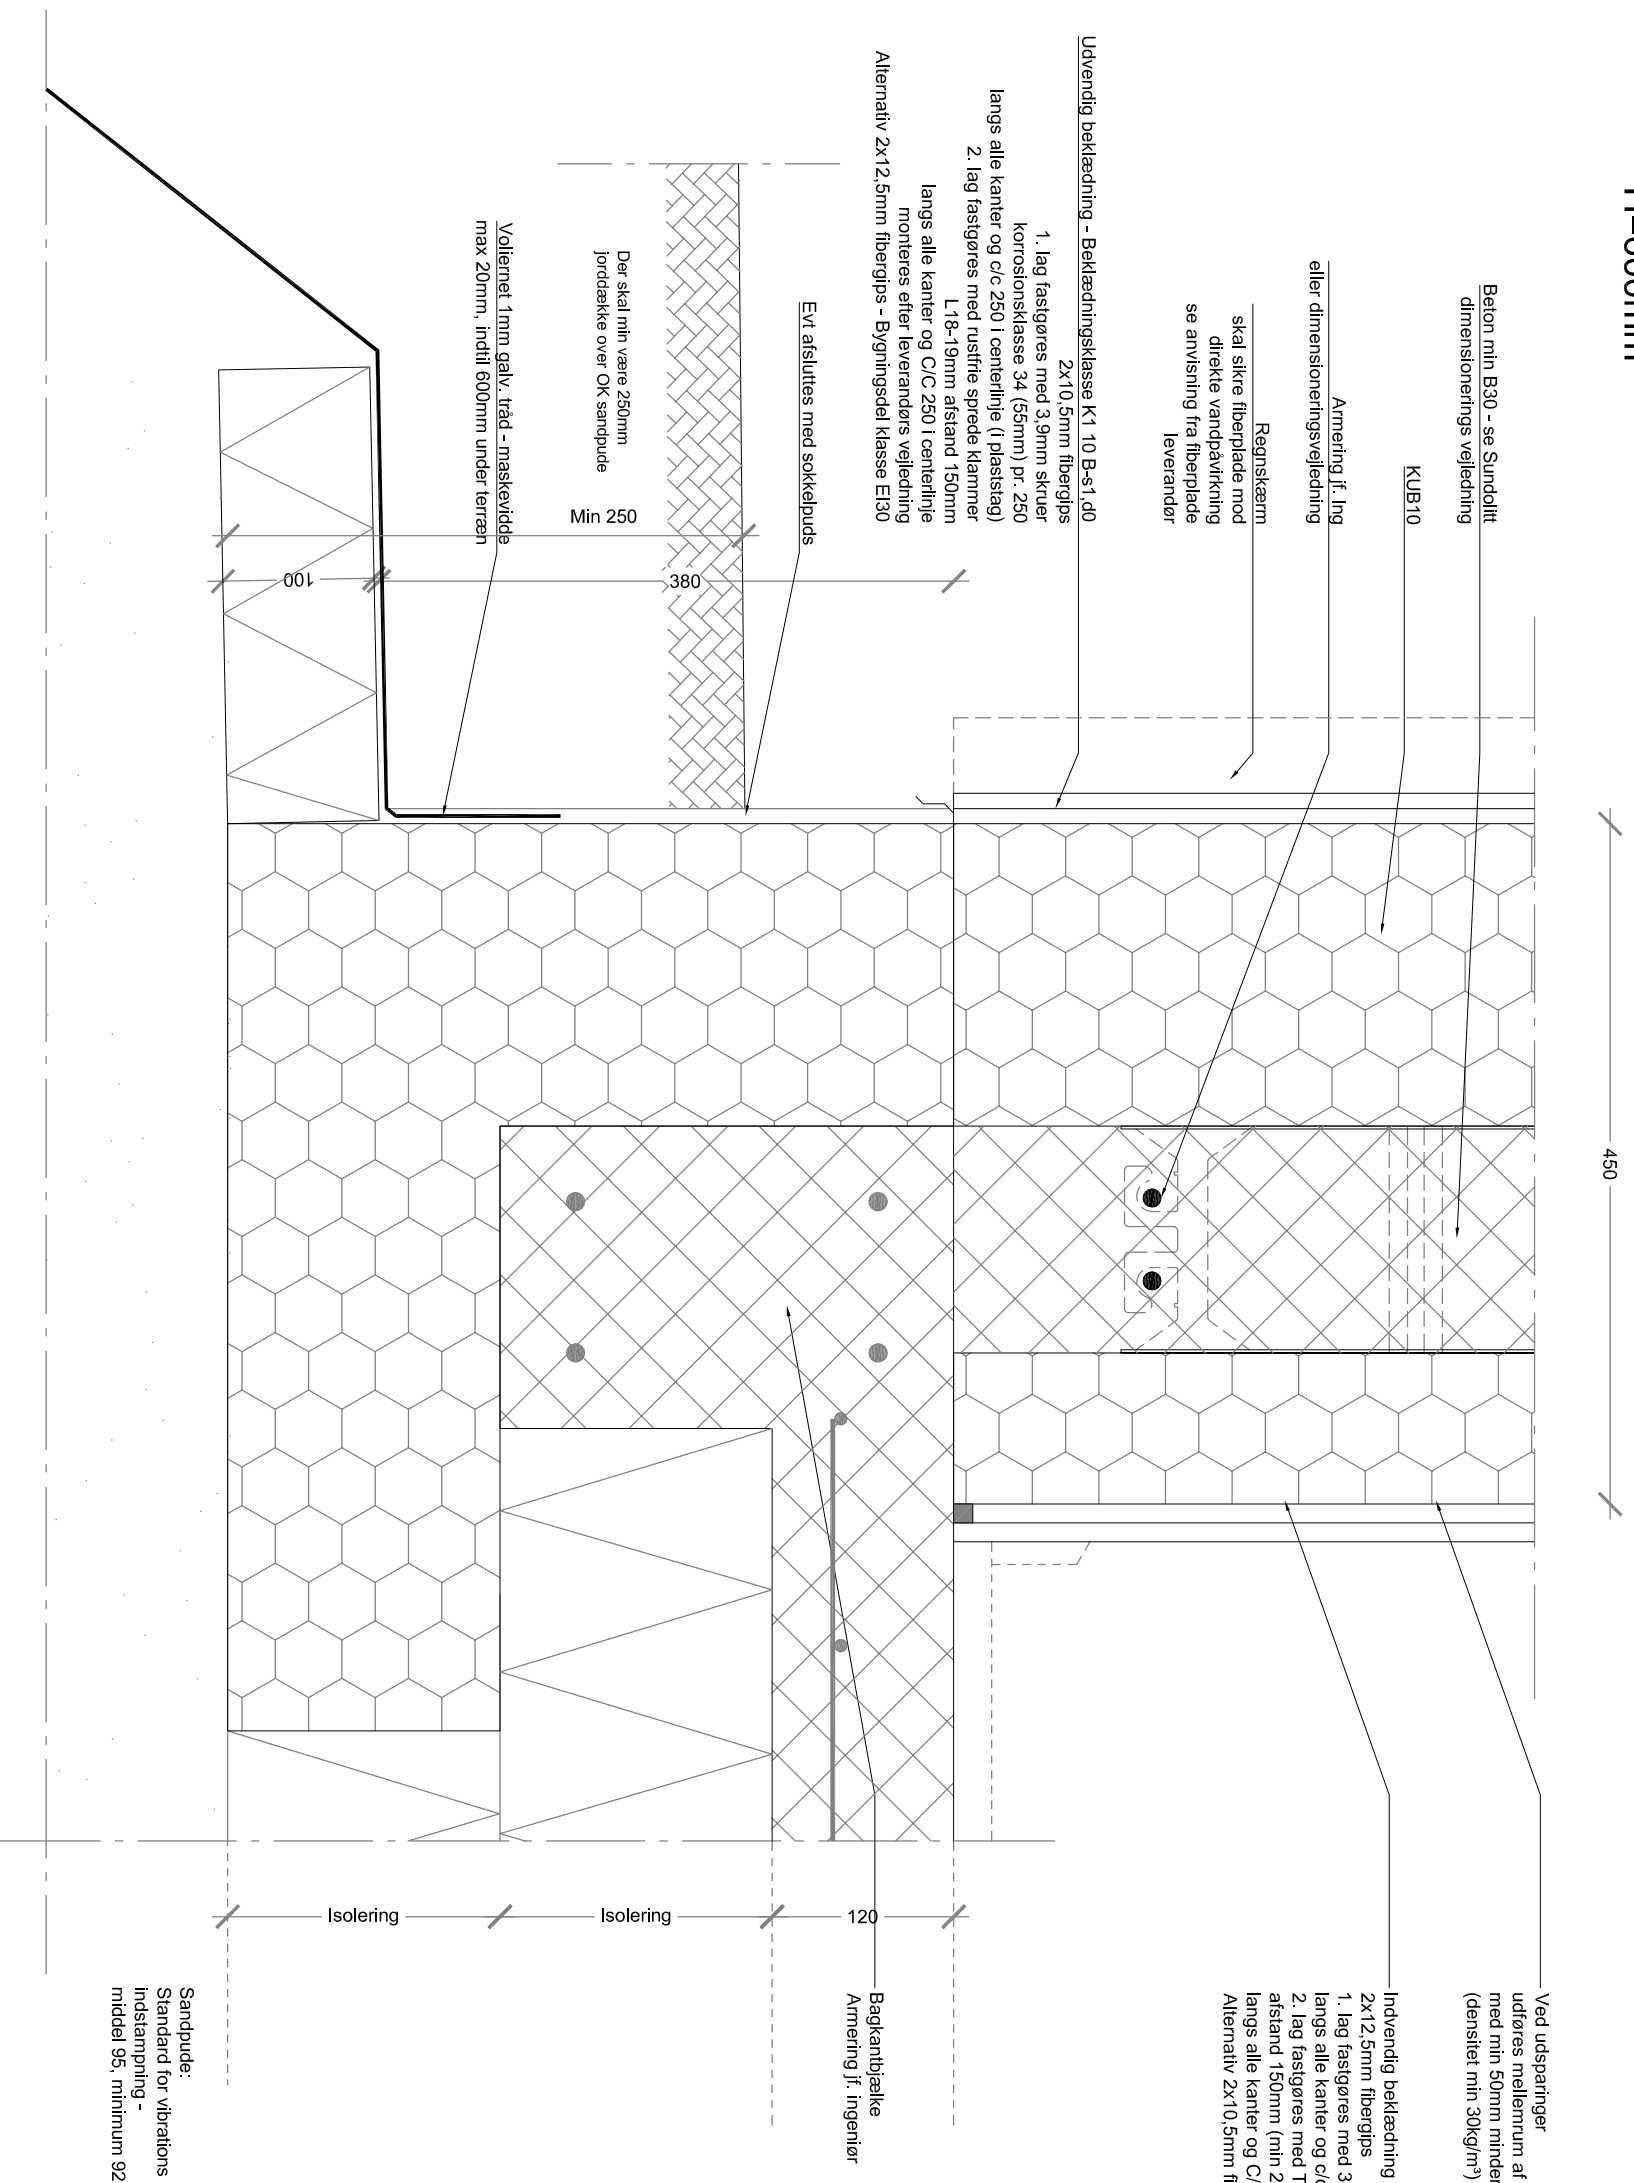 Beton min B30 - se Sundolitt
dimensionerings vejledning
KUB10
Armering jf. Ing
eller dimensioneringsvejledning
Regnskærm
skal sikre fiberplade mod
direkte vandpåvirkning
se anvisning fra fiberplade
leverandør
Udvendig beklædning - Beklædningsklasse K1 10 B-s1,d0
2x10,5mm fibergips
1. lag fastgøres med 3,9mm skruer
korrosionsklasse 34 (55mm) pr. 250
langs alle kanter og c/c 250 i centerlinje (i plaststag)
2. lag fastgøres med rustfrie sprede klammer
L18-19mm afstand 150mm
langs alle kanter og C/C 250 i centerlinje
monteres efter leverandørs vejledning
Alternativ 2x12,5mm fibergips - Bygningsdel klasse EI30
Evt afsluttes med sokkelpuds
Der skal min være 250mm
jorddække over OK sandpude
Min 250
Voliernet 1mm galv. tråd - maskevidde
max 20mm, indtil 600mm under terræn
380
100
450
Ved udsparinger
udføres mellemrum af
med min 50mm minder
(densitet min 30kg/m³)
Indvendig beklædning
2x12,5mm fibergips
1. lag fastgøres med 3
langs alle kanter og c/
2. lag fastgøres med T
afstand 150mm (min 2
langs alle kanter og C/
Alternativ 2x10,5mm fi
Bagkantbjælke
Armering jf. ingeniør
120
Isolering
Isolering
Sandpude:
Standard for vibrations
indstampning -
middel 95, minimum 92